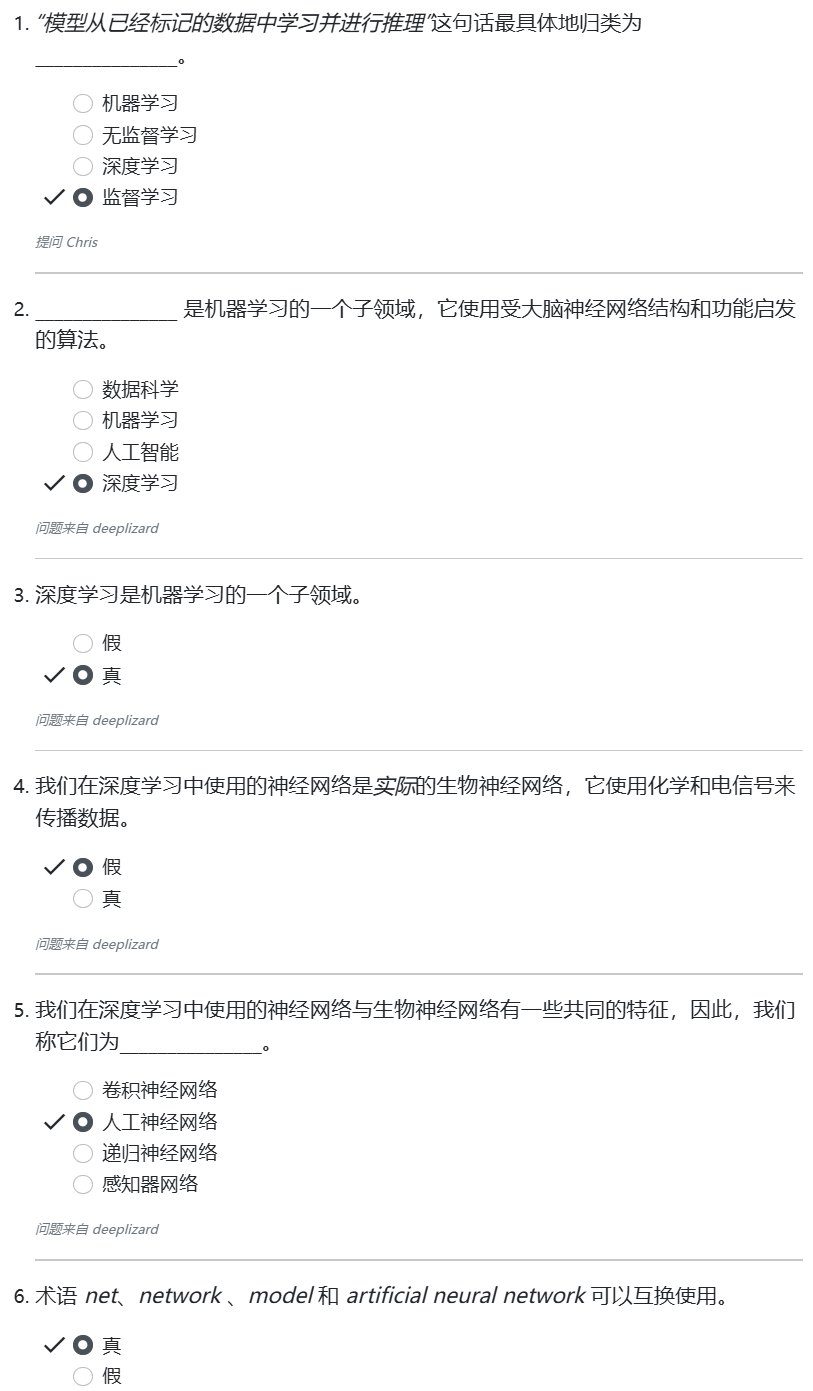 1. “模型从已经标记的数据中学习并进行推理”这句话最具体地归类为
_______________。
机器学习
无监督学习
深度学习
监督学习
提问 Chris
2. _______________ 是机器学习的一个子领域，它使用受大脑神经网络结构和功能启发
的算法。
数据科学
机器学习
人工智能
深度学习
问题来自 deeplizard
3. 深度学习是机器学习的一个子领域。
假
真
问题来自 deeplizard
4. 我们在深度学习中使用的神经网络是实际的生物神经网络，它使用化学和电信号来
传播数据。
假
真
问题来自 deeplizard
5. 我们在深度学习中使用的神经网络与生物神经网络有一些共同的特征，因此，我们
称它们为_______________。
卷积神经网络
人工神经网络
递归神经网络
感知器网络
问题来自 deeplizard
6. 术语 net、network 、model 和 artificial neural network 可以互换使用。
真
假